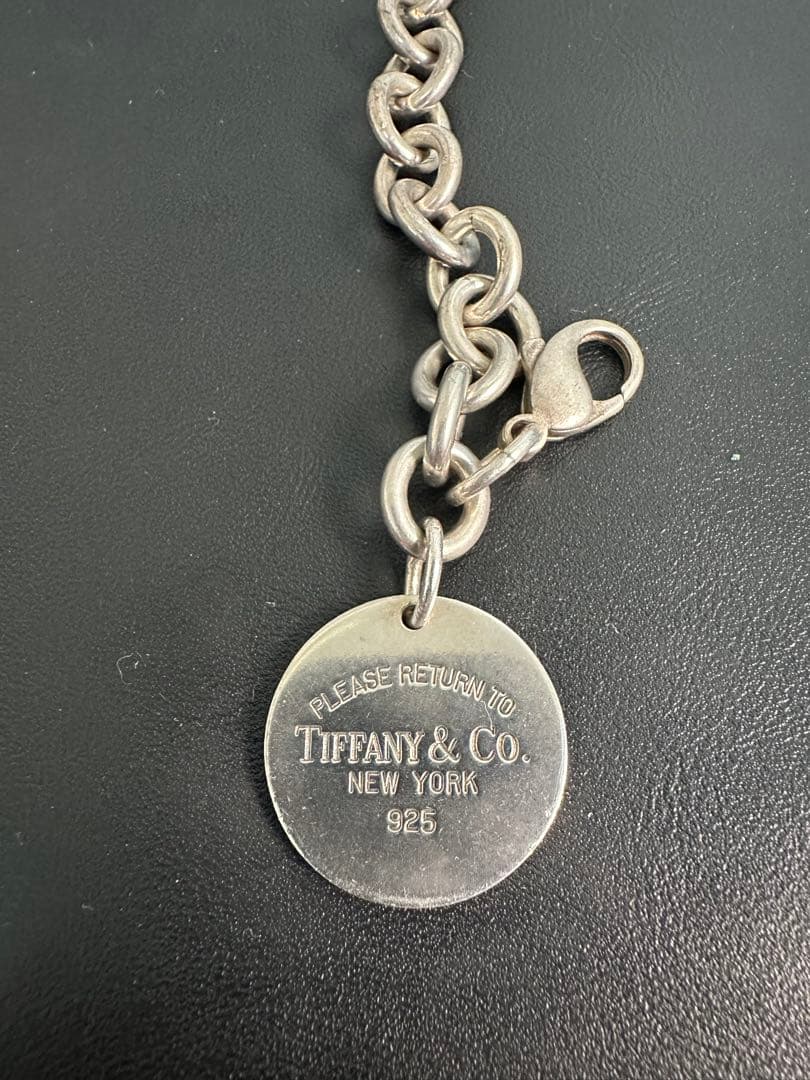 PLEASE RETURN TO
TIFFANY & CO.
NEW YORK
925